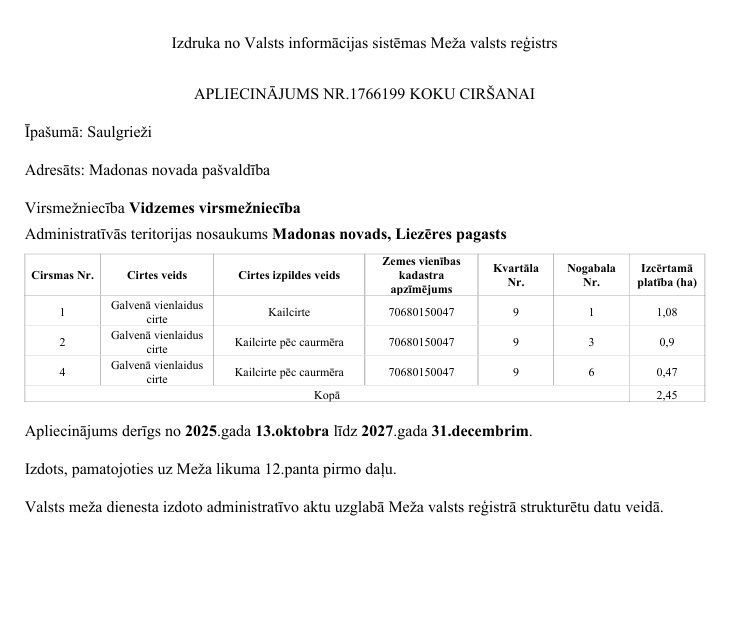 Izdruka no Valsts informācijas sistēmas Meža valsts reģistrs
APLIECINĀJUMS NR.1766199 KOKU CIRŠANAI
Īpašumā: Saulgrieži
Adresāts: Madonas novada pašvaldība
Virsmežniecība Vidzemes virsmežniecība
Administratīvās teritorijas nosaukums Madonas novads, Liezēres pagasts
Cirsmas Nr. Cirtes veids Cirtes izpildes veids Zemes vienības kadastra apzīmējums Kvartāla Nr. Nogabala Nr. Izcērtamā platība (ha)
1 Galvenā vienlaidus cirte Kailcirte 70680150047 9 1 1,08
2 Galvenā vienlaidus cirte Kailcirte pēc caurmēra 70680150047 9 3 0,9
4 Galvenā vienlaidus cirte Kailcirte pēc caurmēra 70680150047 9 6 0,47
Kopā 2,45
Apliecinājums derīgs no 2025.gada 13.oktobra līdz 2027.gada 31.decembrim.
Izdots, pamatojoties uz Meža likuma 12.panta pirmo daļu.
Valsts meža dienesta izdoto administratīvo aktu uzglabā Meža valsts reģistrā strukturētu datu veidā.